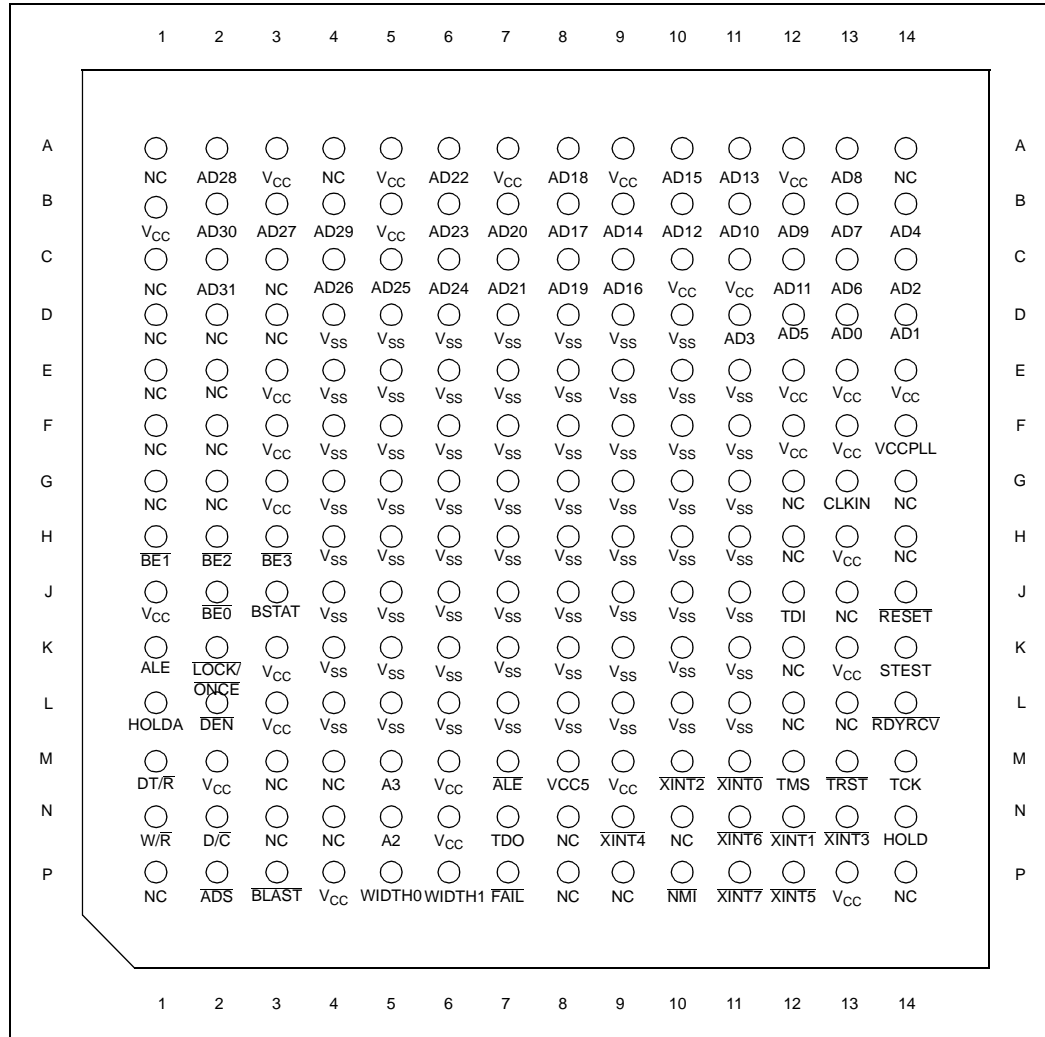 1 2 3 4 5 6 7 8 9 10 11 12 13 14
A A
NC AD28 VCC NC VCC AD22 VCC AD18 VCC AD15 AD13 VCC AD8 NC
B B
VCC AD30 AD27 AD29 VCC AD23 AD20 AD17 AD14 AD12 AD10 AD9 AD7 AD4
C C
NC AD31 NC AD26 AD25 AD24 AD21 AD19 AD16 VCC VCC AD11 AD6 AD2
D D
NC NC NC VSS VSS VSS VSS VSS VSS VSS AD3 AD5 AD0 AD1
E E
NC NC VCC VSS VSS VSS VSS VSS VSS VSS VSS VCC VCC VCC
F F
NC NC VCC VSS VSS VSS VSS VSS VSS VSS VSS VCC VCC VCCPLL
G G
NC NC VCC VSS VSS VSS VSS VSS VSS VSS VSS NC CLKIN NC
H H
BE1 BE2 BE3 VSS VSS VSS VSS VSS VSS VSS VSS NC VCC NC
J J
VCC BE0 BSTAT VSS VSS VSS VSS VSS VSS VSS VSS TDI NC RESET
K K
ALE LOCK/ VCC VSS VSS VSS VSS VSS VSS VSS VSS NC VCC STEST
ONCE
L L
HOLDA DEN VCC VSS VSS VSS VSS VSS VSS VSS VSS NC NC RDYRCV
M M
DT/R VCC NC NC A3 VCC ALE VCC5 VCC XINT2 XINT0 TMS TRST TCK
N N
W/R D/C NC NC A2 VCC TDO NC XINT4 NC XINT6 XINT1 XINT3 HOLD
P P
NC ADS BLAST VCC WIDTH0 WIDTH1 FAIL NC NC NMI XINT7 XINT5 VCC NC
1 2 3 4 5 6 7 8 9 10 11 12 13 14